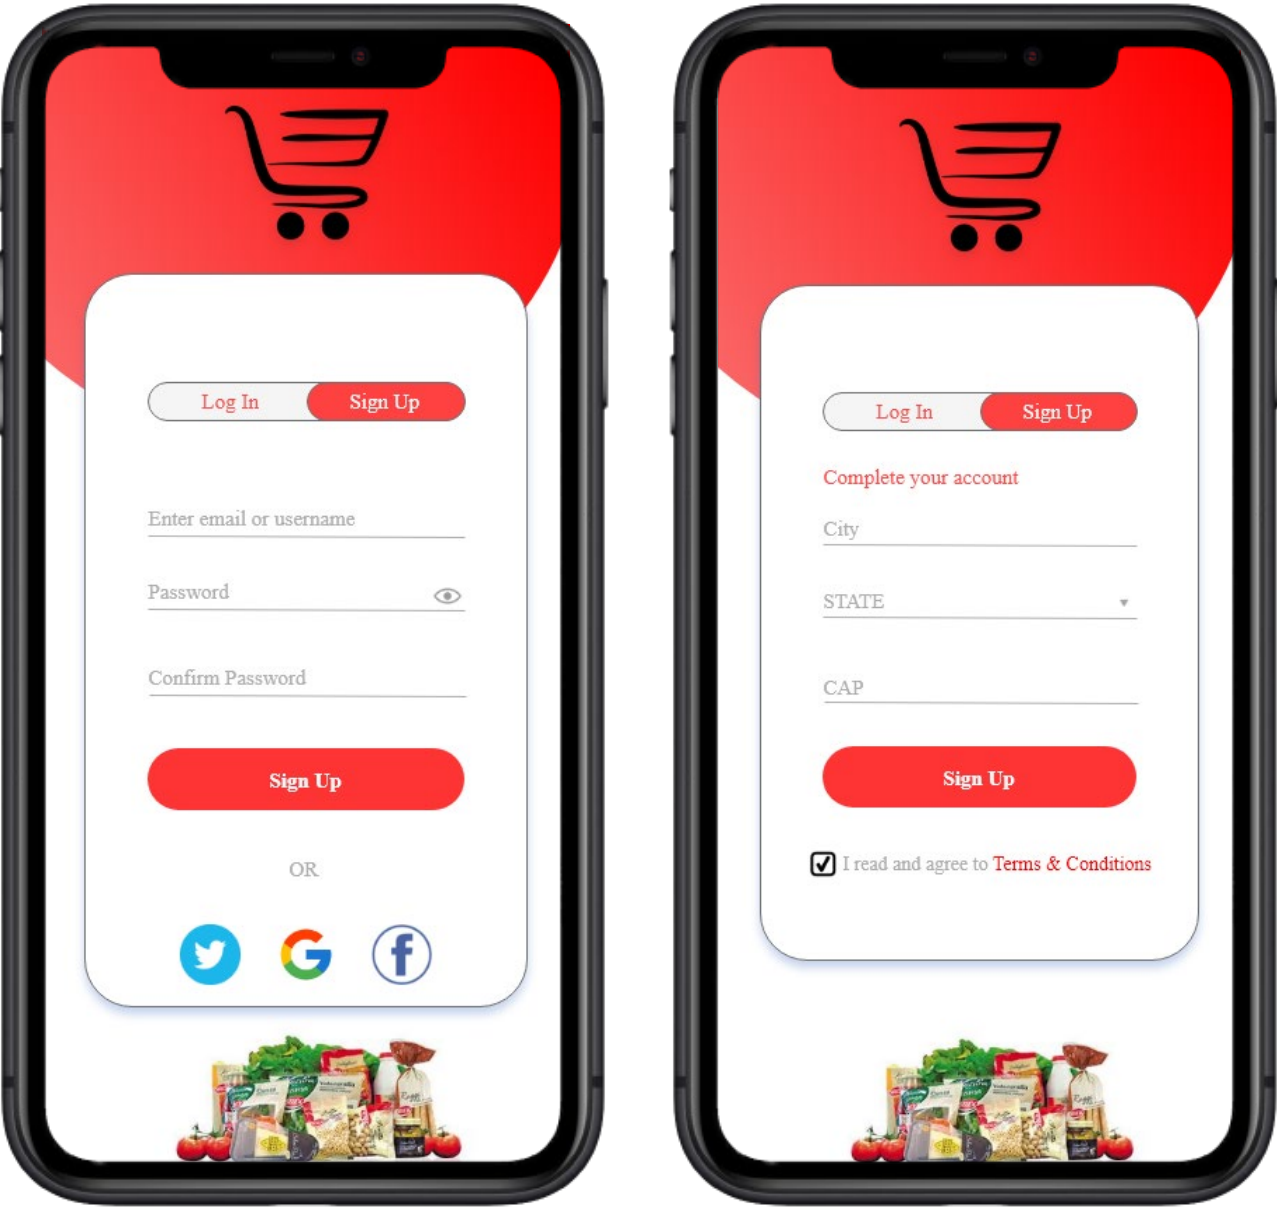 Log In
Sign Up
Enter email or username
Password
Confirm Password
Sign Up
OR
Log In
Sign Up
Complete your account
City
STATE
CAP
Sign Up
I read and agree to Terms & Conditions